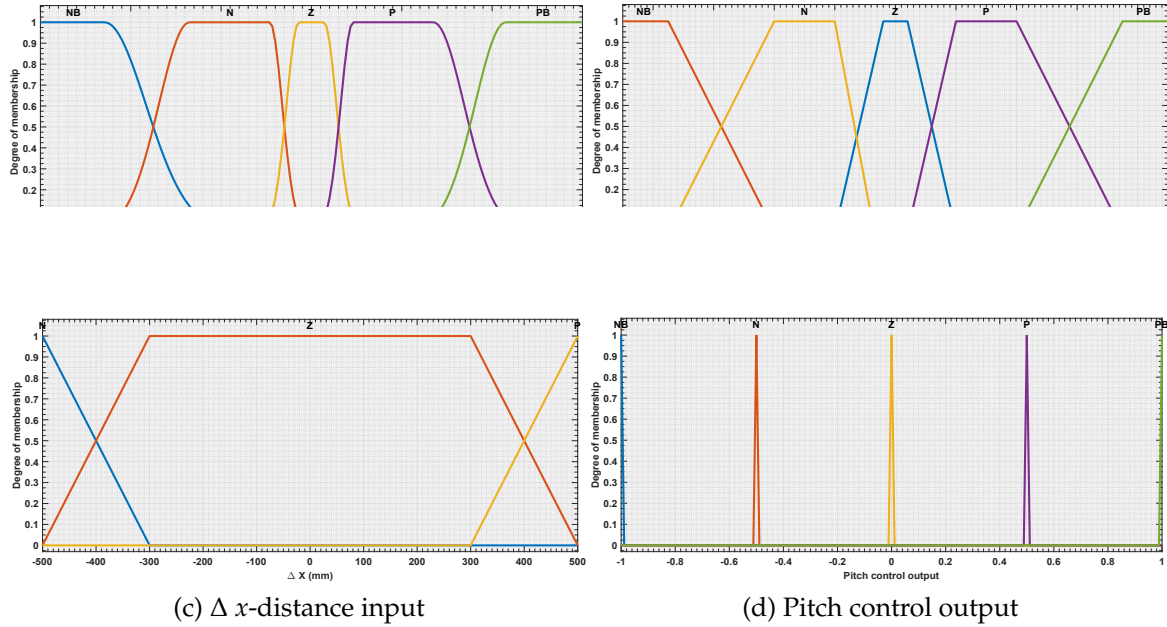 NB N Z P PB
1
0.9
0.8
0.7
0.6
0.5
0.4
0.3
0.2
Degree of membership
NB N Z P PB
1
0.9
0.8
0.7
0.6
0.5
0.4
0.3
0.2
Degree of membership
N Z P
1
0.9
0.8
0.7
0.6
0.5
0.4
0.3
0.2
0.1
0
Degree of membership
-500 -400 -300 -200 -100 0 100 200 300 400 500
Δ X (mm)
(c) Δ x-distance input
NB N Z P PB
1
0.9
0.8
0.7
0.6
0.5
0.4
0.3
0.2
0.1
0
Degree of membership
-1 -0.8 -0.6 -0.4 -0.2 0 0.2 0.4 0.6 0.8 1
Pitch control output
(d) Pitch control output